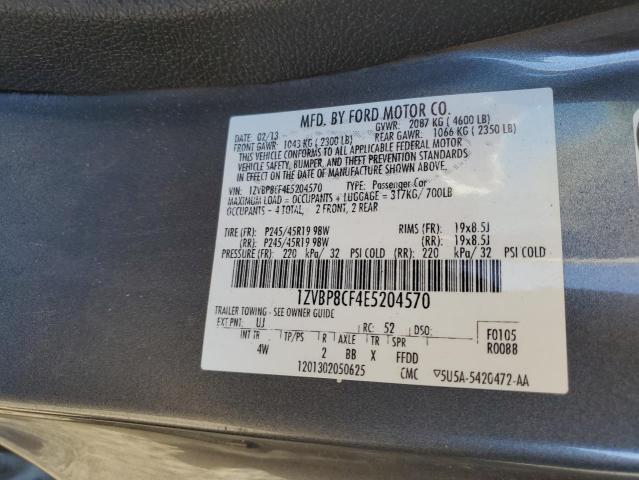 MFD. BY FORD MOTOR CO.
DATE: 02/13 GVWR: 2087 KG ( 4600 LB)
FRONT GAWR: 1043 KG ( 2300 LB) REAR GAWR: 1066 KG ( 2350 LB)
THIS VEHICLE CONFORMS TO ALL APPLICABLE FEDERAL MOTOR
VEHICLE SAFETY, BUMPER, AND THEFT PREVENTION STANDARDS
IN EFFECT ON THE DATE OF MANUFACTURE SHOWN ABOVE.
VIN: 1ZVBP8CF4E5204570 TYPE: Passenger Car
MAXIMUM LOAD = OCCUPANTS + LUGGAGE = 317KG/ 700LB
OCCUPANTS - 4 TOTAL, 2 FRONT, 2 REAR
TIRE (FR): P245/45R19 98W RIMS (FR): 19x8.5J
(RR): P245/45R19 98W (RR): 19x8.5J
PRESSURE (FR): 220 kPa/ 32 PSI COLD (RR): 220 kPa/ 32 PSI COLD
1ZVBP8CF4E5204570
TRAILER TOWING - SEE OWNER GUIDE
EXT PNT: UJ RC: 52 DSO: F0105
INT TR TP/PS R AXLE TR SPR R0088
4W 2 BB X FFDD
1201302050625 CMC ▽5U5A-5420472-AA